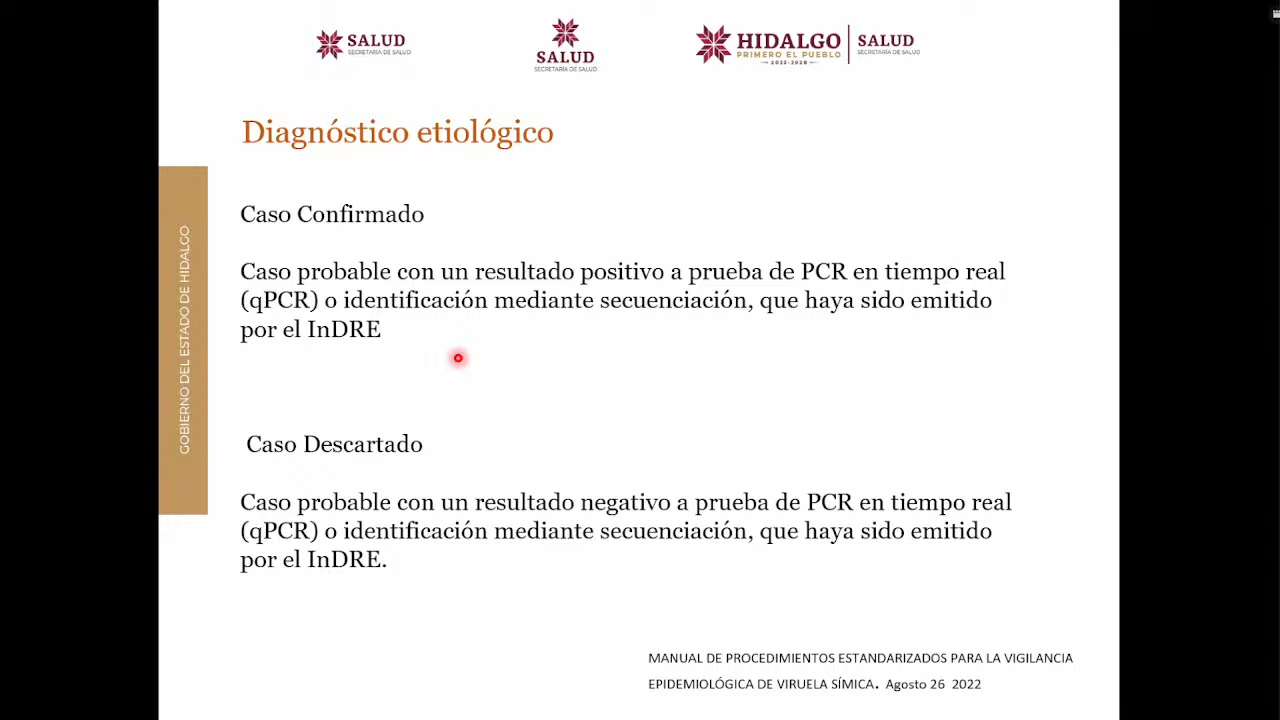 SALUD
SECRETARÍA DE SALUD
SALUD
SECRETARÍA DE SALUD
HIDALGO
PRIMERO EL PUEBLO
2022-2028
SALUD
SECRETARÍA DE SALUD
Diagnóstico etiológico
GOBIERNO DEL ESTADO DE HIDALGO
Caso Confirmado
Caso probable con un resultado positivo a prueba de PCR en tiempo real
(qPCR) o identificación mediante secuenciación, que haya sido emitido
por el InDRE
Caso Descartado
Caso probable con un resultado negativo a prueba de PCR en tiempo real
(qPCR) o identificación mediante secuenciación, que haya sido emitido
por el InDRE.
MANUAL DE PROCEDIMIENTOS ESTANDARIZADOS PARA LA VIGILANCIA
EPIDEMIOLÓGICA DE VIRUELA SÍMICA. Agosto 26 2022